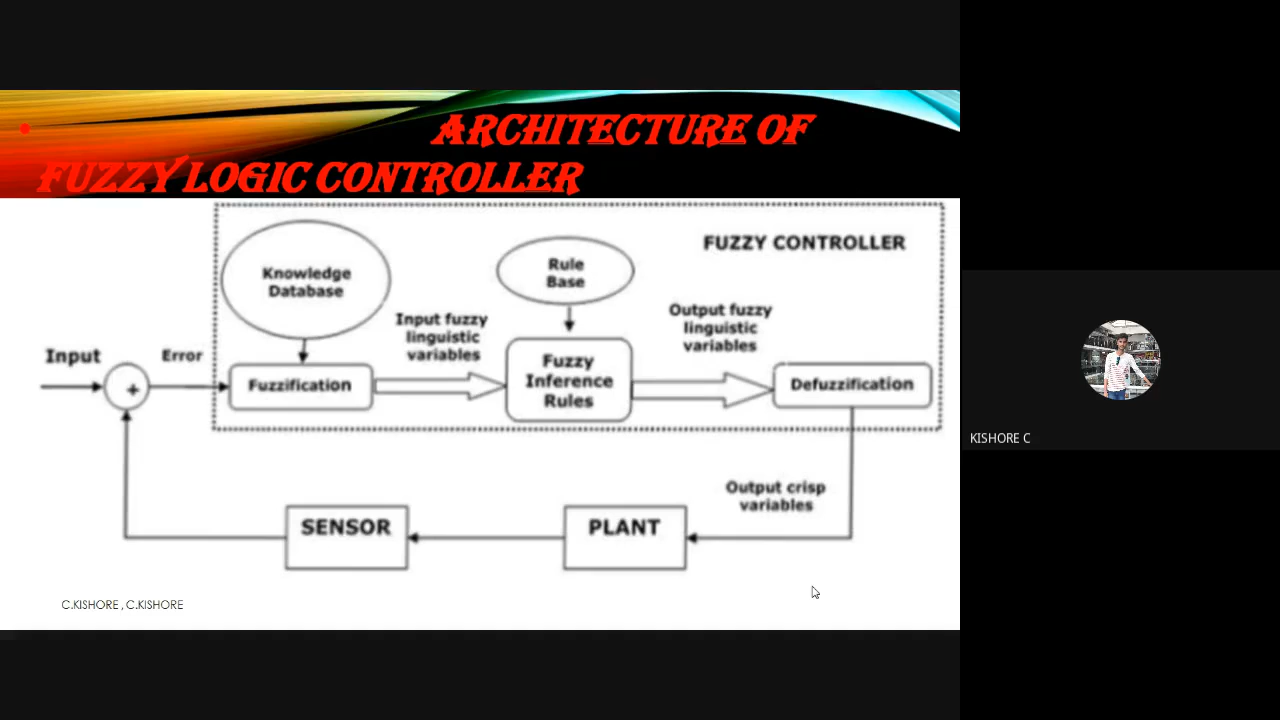 ARCHITECTURE OF
FUZZY LOGIC CONTROLLER
FUZZY CONTROLLER
Knowledge
Database
Rule
Base
Input fuzzy
linguistic
variables
Output fuzzy
linguistic
variables
Input
Error
+
Fuzzification
Fuzzy
Inference
Rules
Defuzzification
Output crisp
variables
SENSOR
PLANT
C.KISHORE , C.KISHORE
KISHORE C